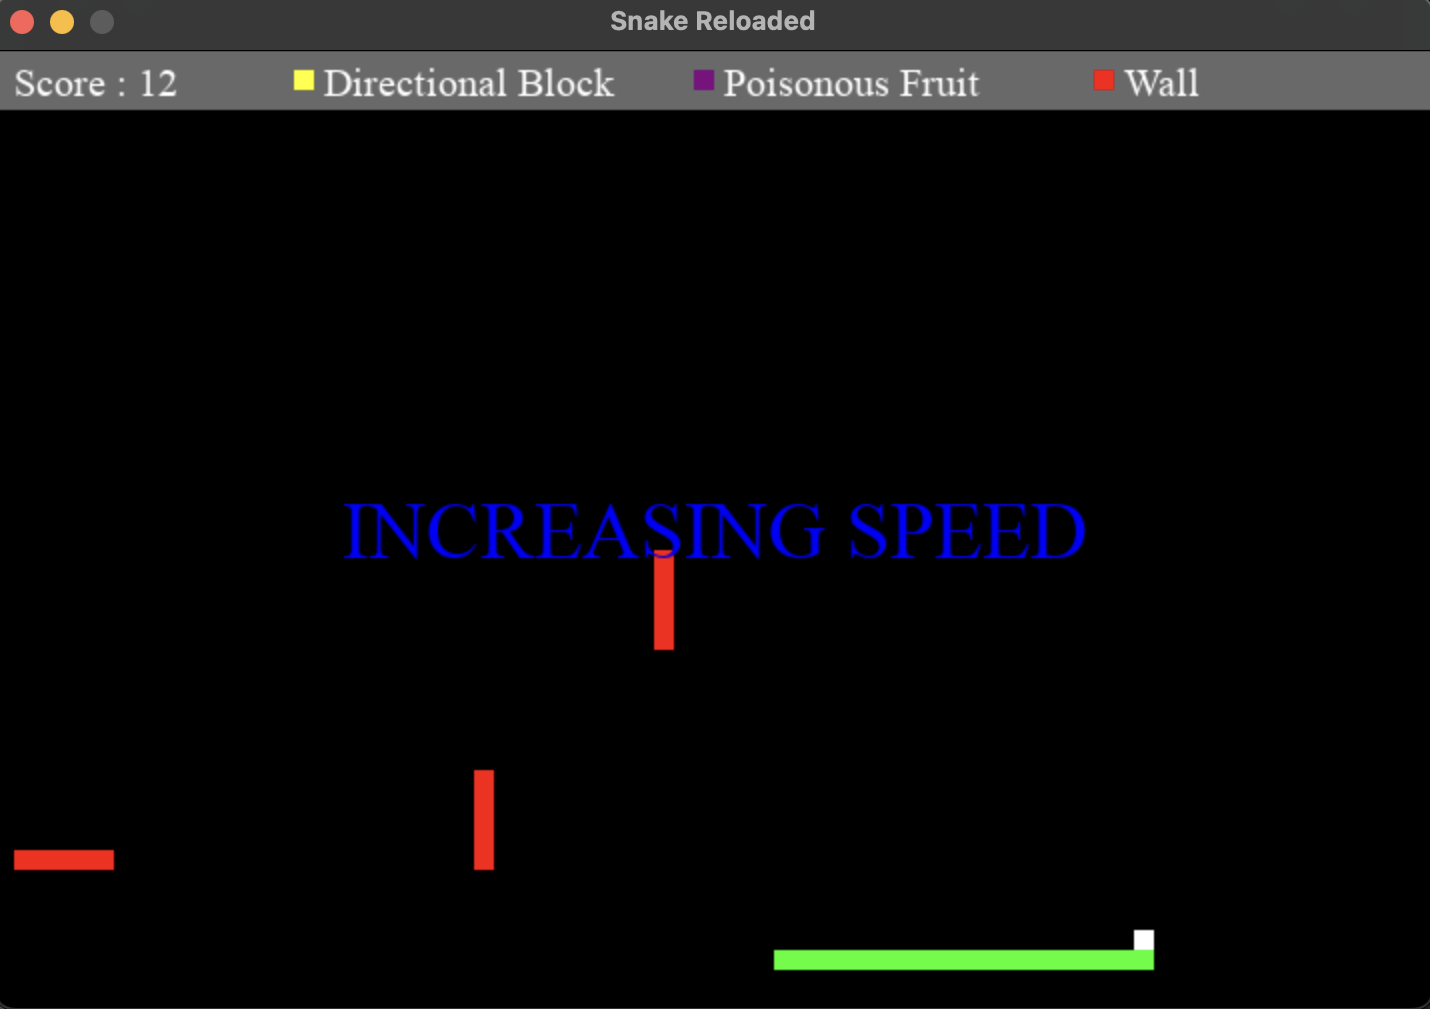 Snake Reloaded
Score : 12 Directional Block Poisonous Fruit Wall
INCREASING SPEED